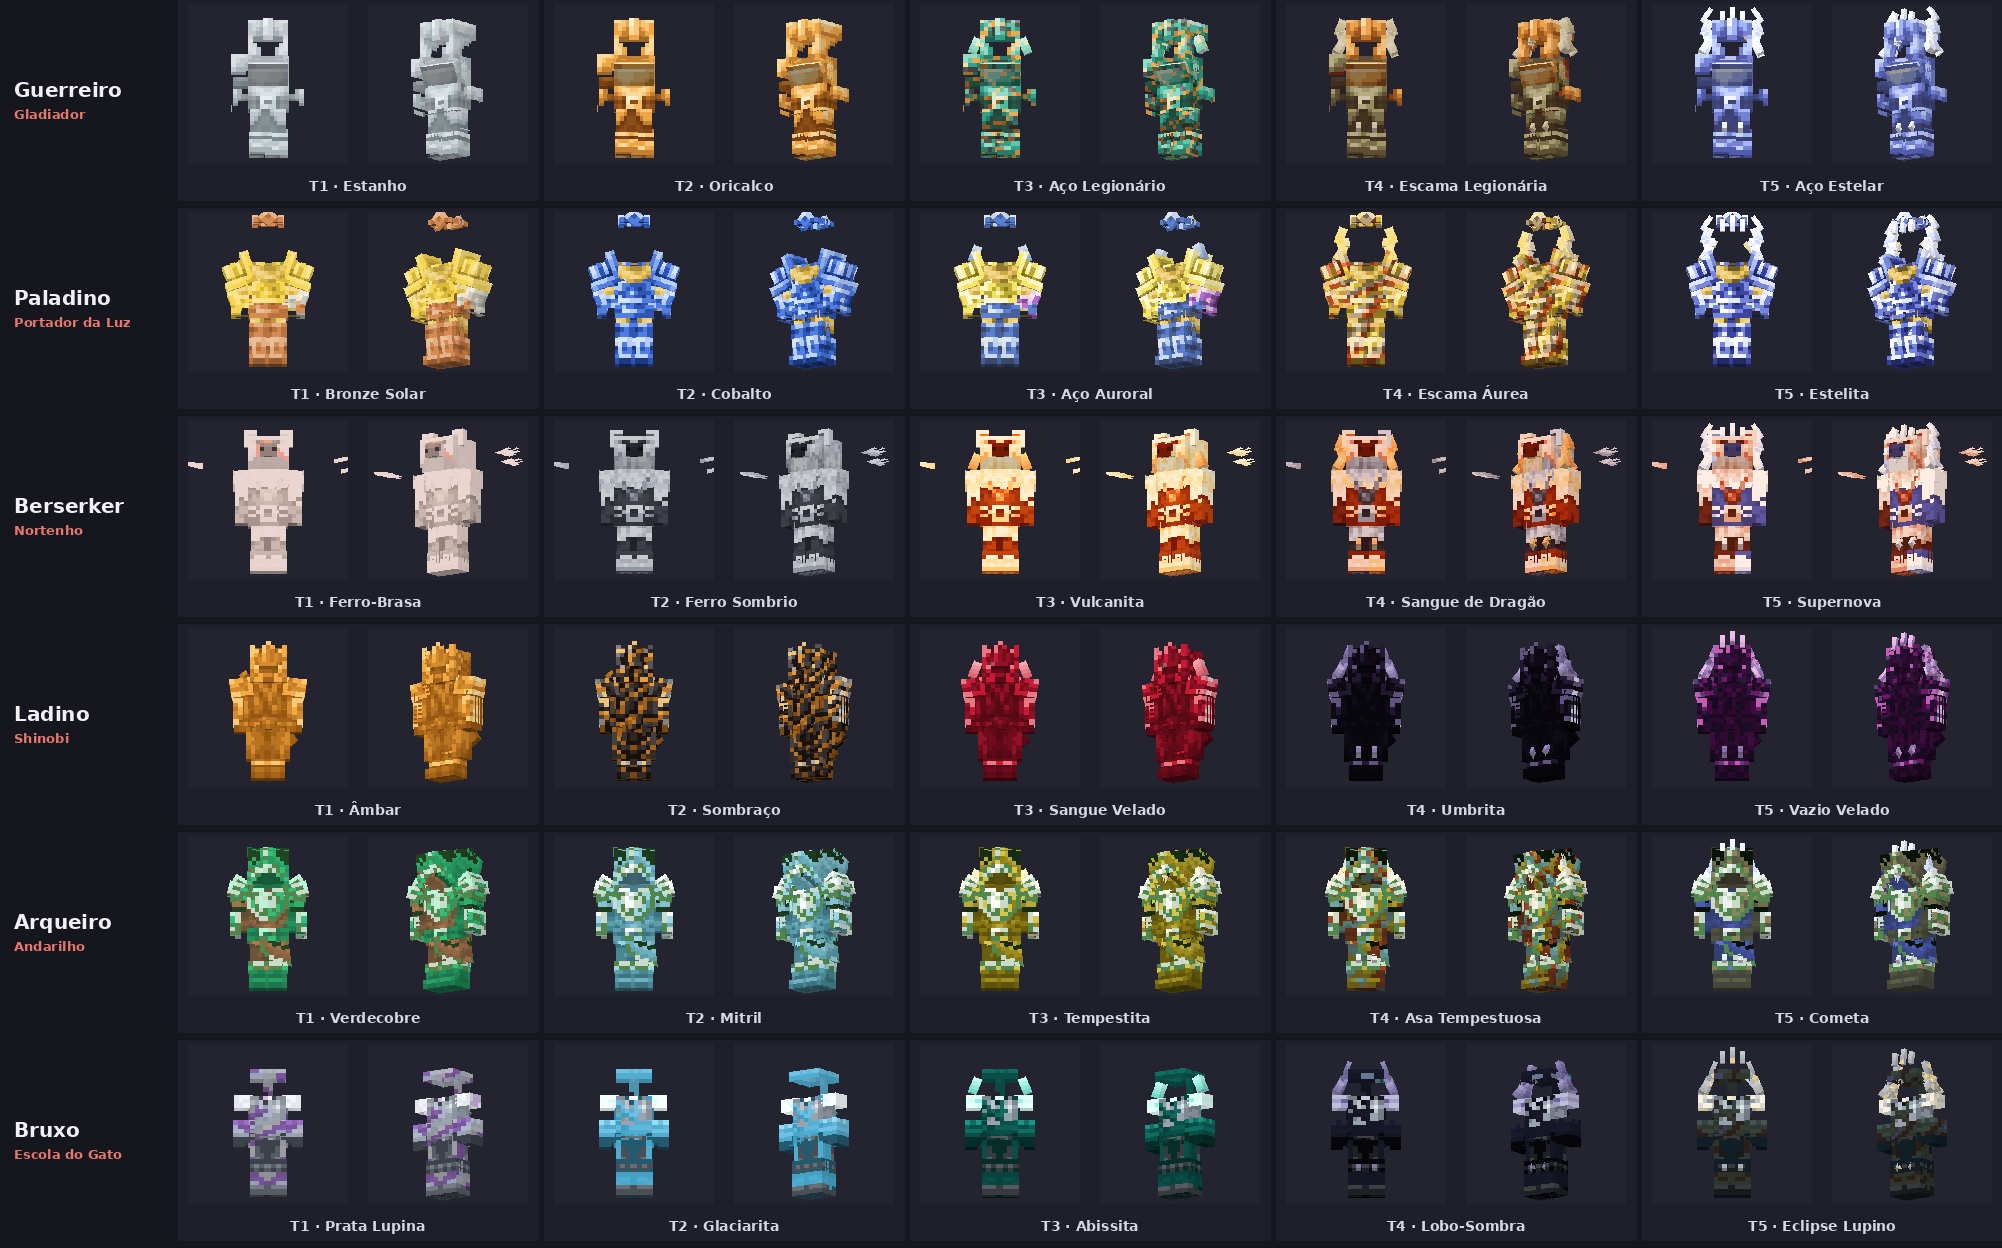 Guerreiro
Gladiador
T1 · Estanho
T2 · Oricalco
T3 · Aço Legionário
T4 · Escama Legionária
T5 · Aço Estelar
Paladino
Portador da Luz
T1 · Bronze Solar
T2 · Cobalto
T3 · Aço Auroral
T4 · Escama Áurea
T5 · Estelita
Berserker
Nortenho
T1 · Ferro-Brasa
T2 · Ferro Sombrio
T3 · Vulcanita
T4 · Sangue de Dragão
T5 · Supernova
Ladino
Shinobi
T1 · Âmbar
T2 · Sombraço
T3 · Sangue Velado
T4 · Umbrita
T5 · Vazio Velado
Arqueiro
Andarilho
T1 · Verdecobre
T2 · Mitril
T3 · Tempestita
T4 · Asa Tempestuosa
T5 · Cometa
Bruxo
Escola do Gato
T1 · Prata Lupina
T2 · Glaciarita
T3 · Abissita
T4 · Lobo-Sombra
T5 · Eclipse Lupino